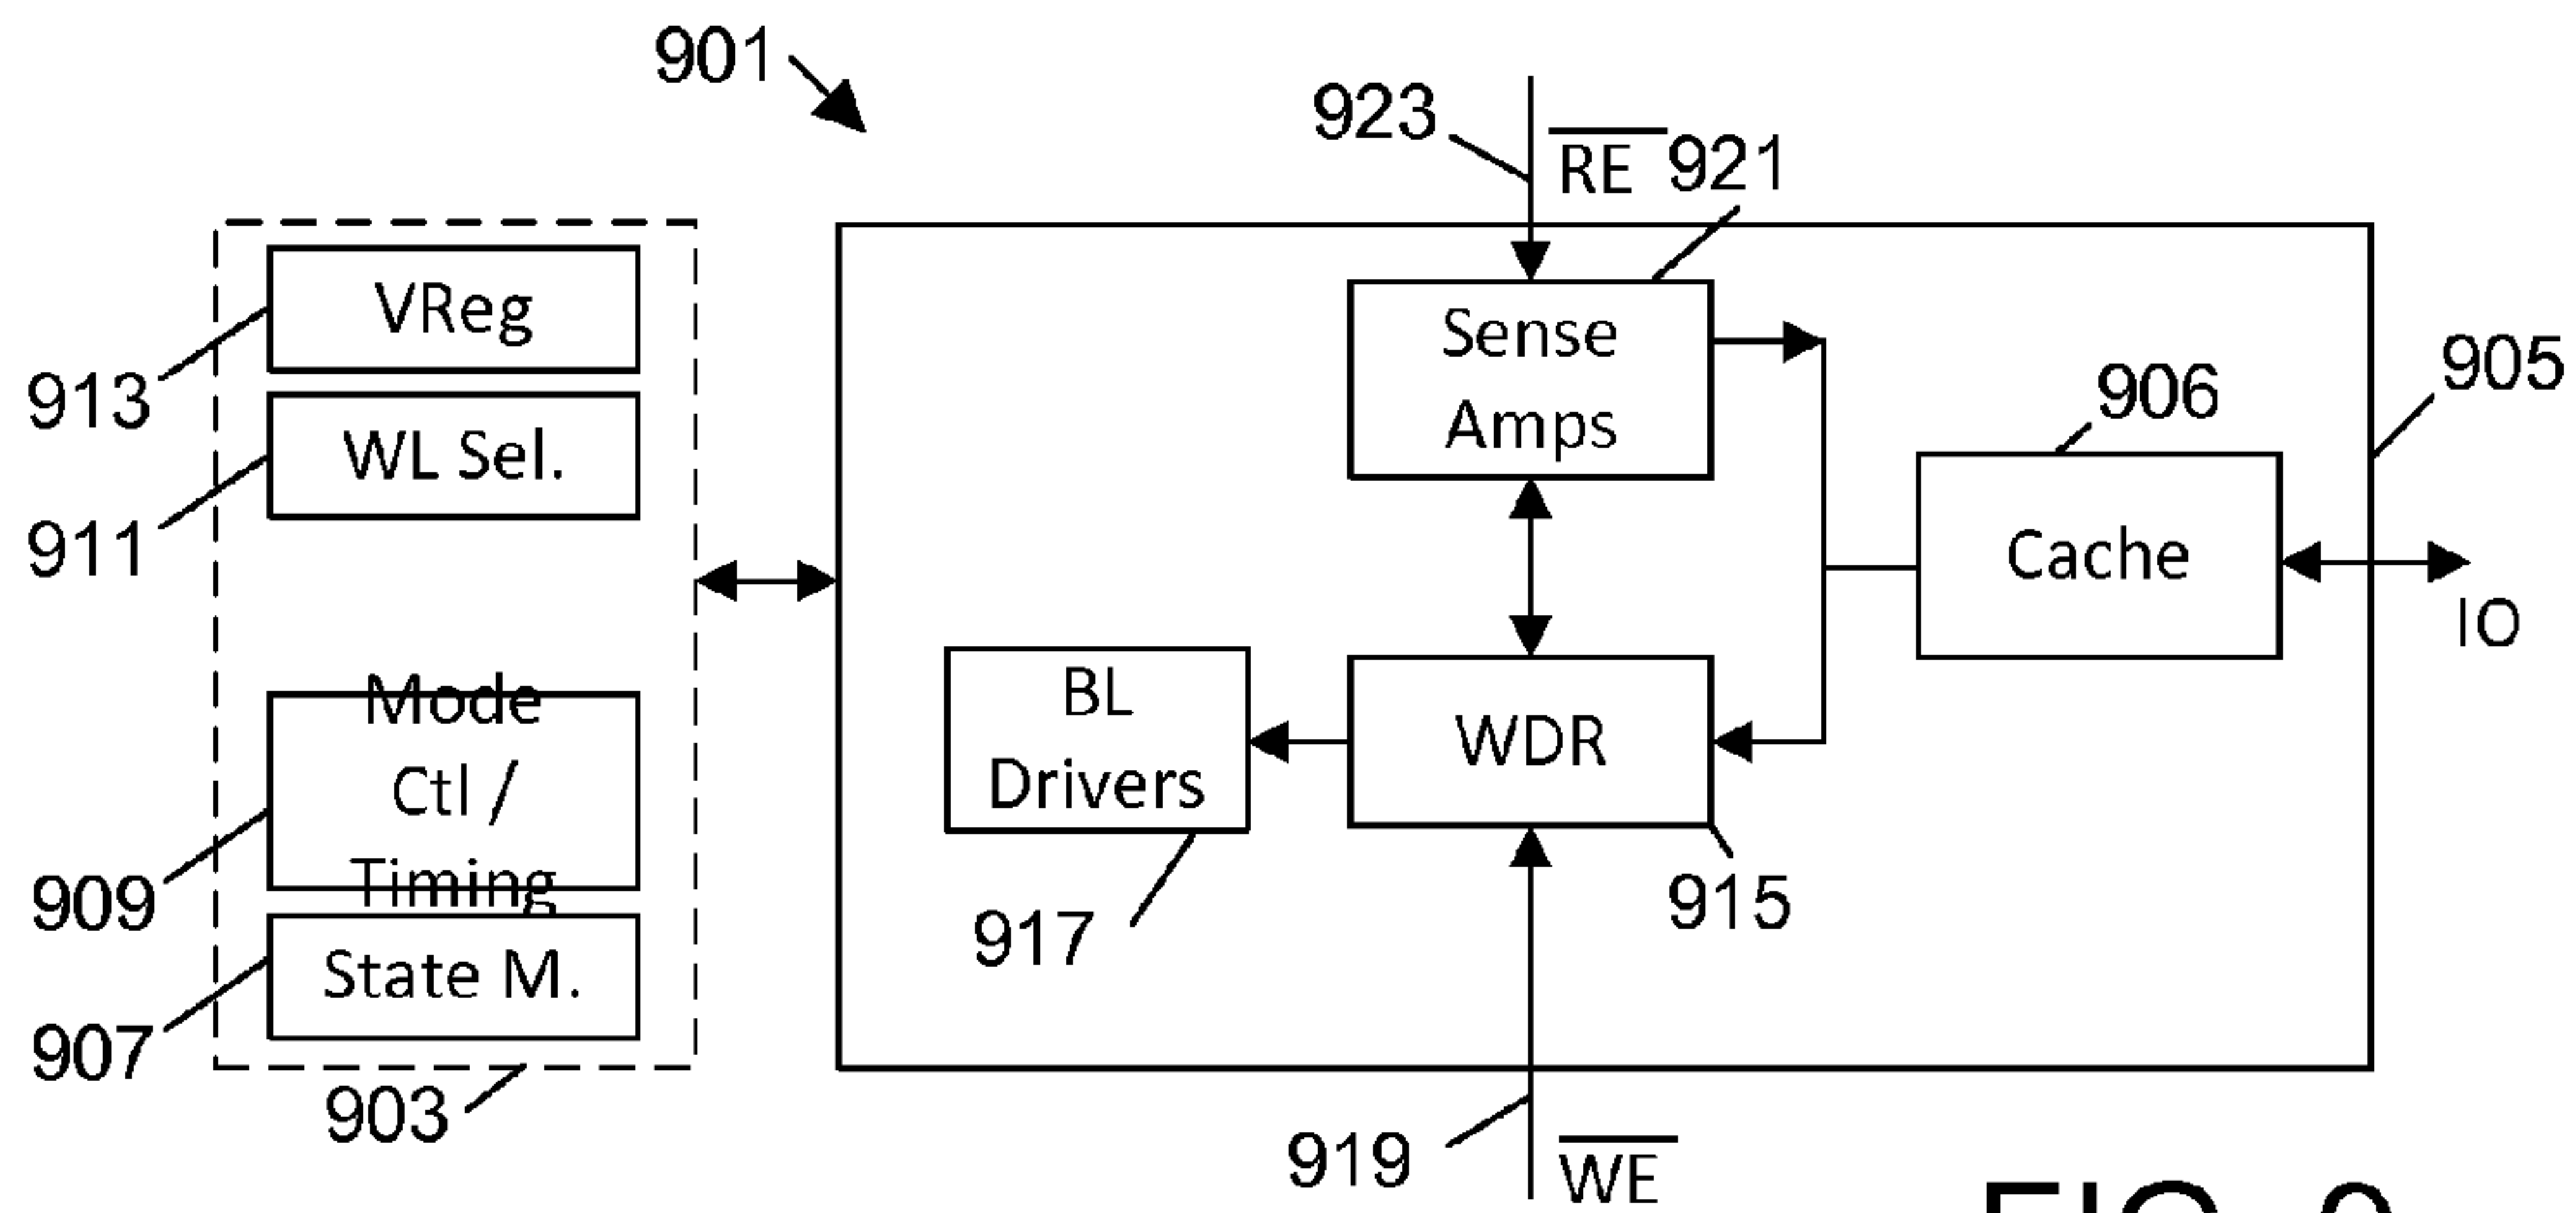 901
923
RE
921
VReg
913
WL Sel.
911
Sense
Amps
906
905
Cache
IO
Mode
Ctl /
Timing
909
State M.
907
903
BL
Drivers
917
WDR
915
919
WE